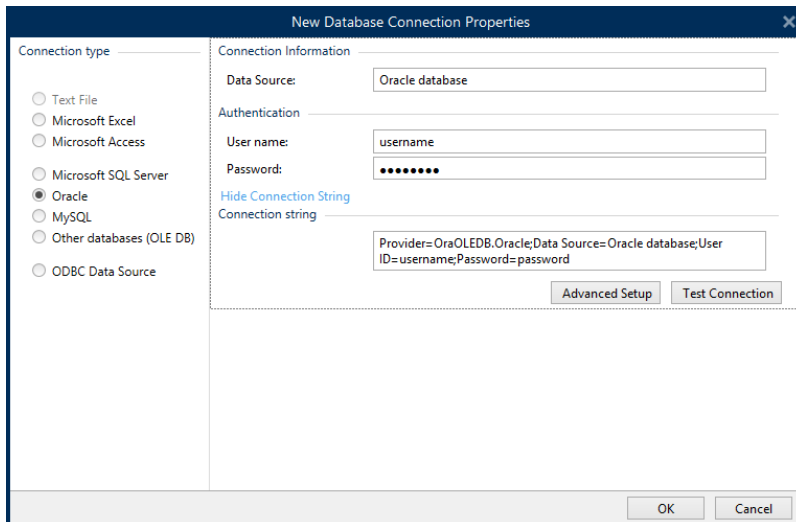 New Database Connection Properties
Connection type
Text File
Microsoft Excel
Microsoft Access
Microsoft SQL Server
Oracle
MySQL
Other databases (OLE DB)
ODBC Data Source
Connection Information
Data Source:
Oracle database
Authentication
User name:
username
Password:
●●●●●●●●
Hide Connection String
Connection string
Provider=OraOLEDB.Oracle;Data Source=Oracle database;User
ID=username;Password=password
Advanced Setup
Test Connection
OK
Cancel